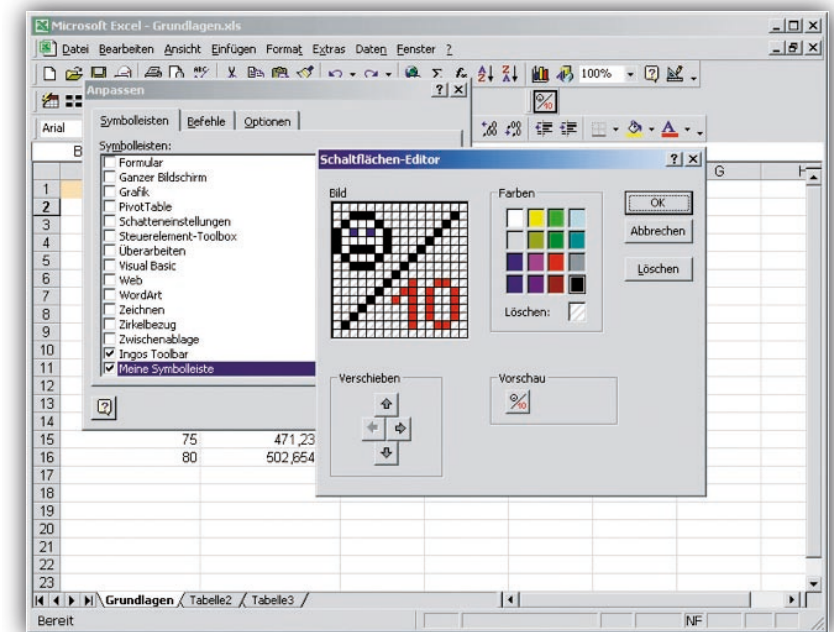 Microsoft Excel - Grundlagen.xls
Datei Bearbeiten Ansicht Einfügen Format Extras Daten Fenster ?
100%
Anpassen
Arial
Symbolleisten Befehle Optionen
Symbolleisten:
Formular
Ganzer Bildschirm
Grafik
PivotTable
Schatteneinstellungen
Steuerelement-Toolbox
Überarbeiten
Visual Basic
Web
WordArt
Zeichnen
Zirkelbezug
Zwischenablage
Ingos Toolbar
Meine Symbolleiste
Schaltflächen-Editor
Bild
10
Farben
Löschen:
OK
Abbrechen
Löschen
Verschieben
Vorschau
10
B
G
H
1
2
3
4
5
6
7
8
9
10
11
12
13
14
15 75 471,23
16 80 502,654
17
18
19
20
21
22
23
Grundlagen Tabelle2 Tabelle3
Bereit
NF